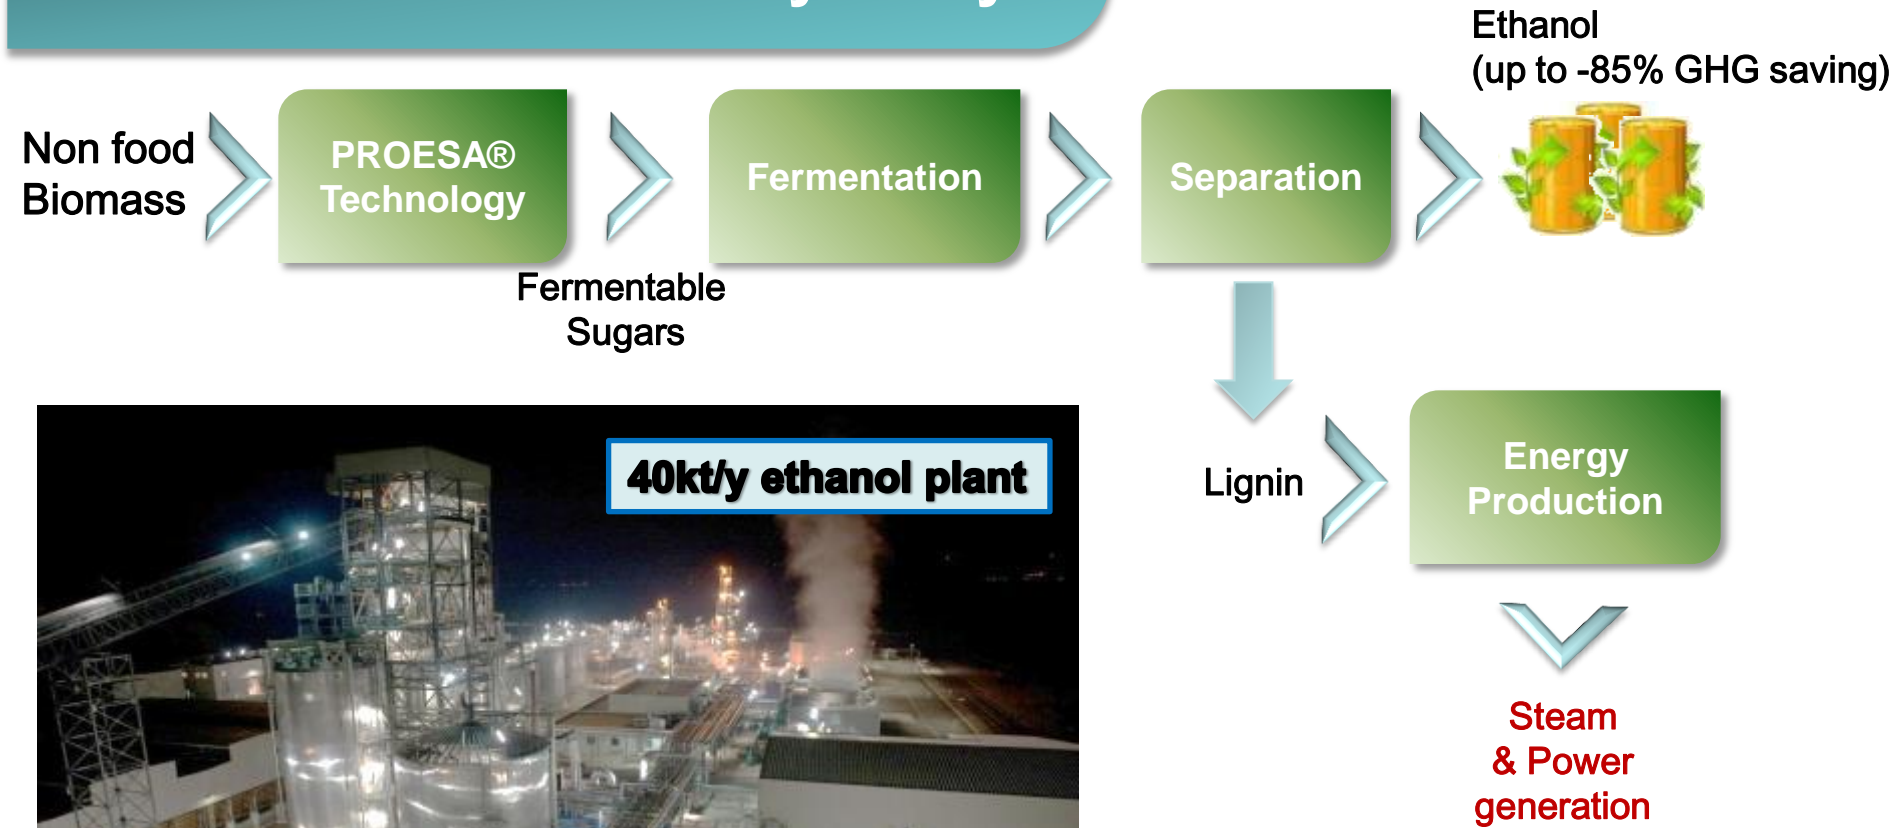 Ethanol
(up to -85% GHG saving)
Non food
Biomass
PROESA®
Technology
Fermentation
Separation
Fermentable
Sugars
40kt/y ethanol plant
Lignin
Energy
Production
Steam
& Power
generation